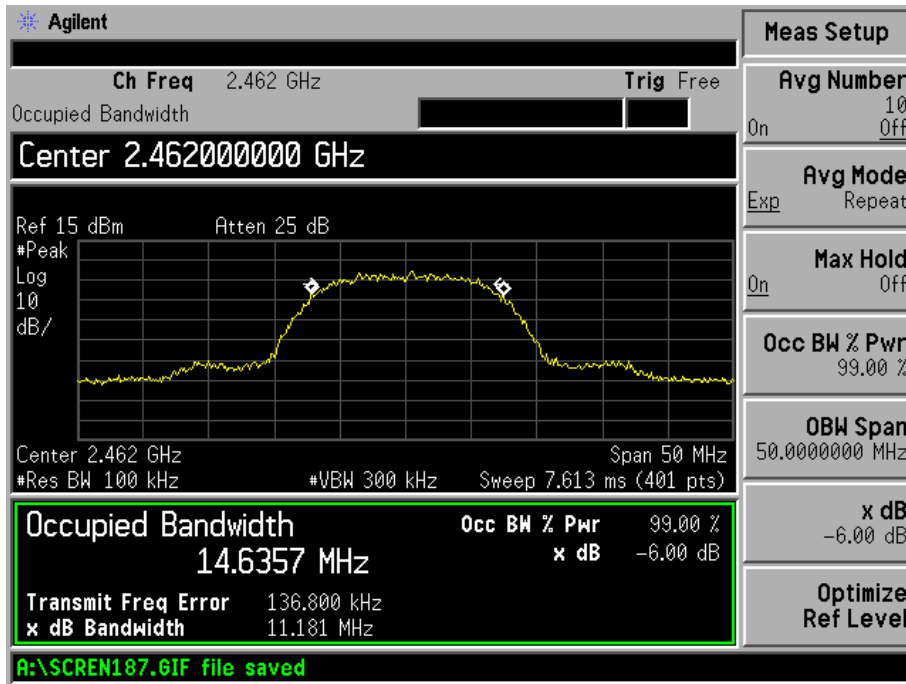 Agilent
Ch Freq 2.462 GHz Trig Free
Occupied Bandwidth
Center 2.462000000 GHz
Ref 15 dBm Atten 25 dB
#Peak
Log
10
dB/
Center 2.462 GHz Span 50 MHz
#Res BW 100 kHz #VBW 300 kHz Sweep 7.613 ms (401 pts)
Occupied Bandwidth
14.6357 MHz
Occ BW % Pwr 99.00 %
x dB -6.00 dB
Transmit Freq Error 136.800 kHz
x dB Bandwidth 11.181 MHz
A:\SCREN187.GIF file saved
Meas Setup
Avg Number
10
On Off
Avg Mode
Exp Repeat
Max Hold
On Off
Occ BW % Pwr
99.00 %
OBW Span
50.0000000 MHz
x dB
-6.00 dB
Optimize
Ref Level